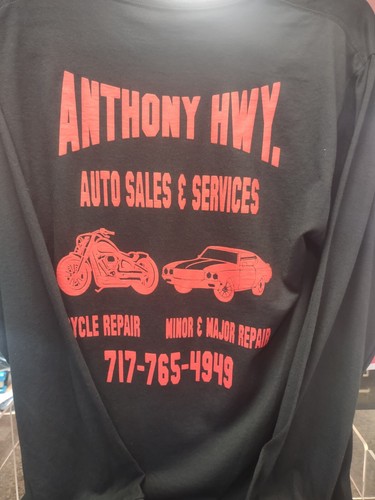 ANTHONY HWY.
AUTO SALES & SERVICES
YCLE REPAIR MINOR & MAJOR REPAIR
717-765-4949